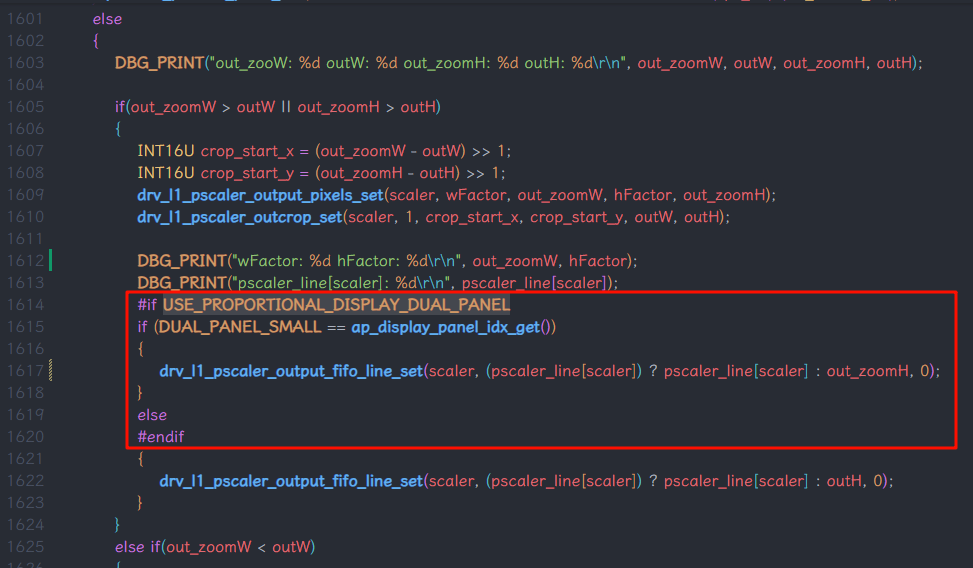 1601 else
1602 {
1603 DBG_PRINT("out_zooW: %d outW: %d out_zoomH: %d outH: %d\r\n", out_zoomW, outW, out_zoomH, outH);
1604
1605 if(out_zoomW > outW || out_zoomH > outH)
1606 {
1607 INT16U crop_start_x = (out_zoomW - outW) >> 1;
1608 INT16U crop_start_y = (out_zoomH - outH) >> 1;
1609 drv_l1_pscaler_output_pixels_set(scaler, wFactor, out_zoomW, hFactor, out_zoomH);
1610 drv_l1_pscaler_outcrop_set(scaler, 1, crop_start_x, crop_start_y, outW, outH);
1611
1612 DBG_PRINT("wFactor: %d hFactor: %d\r\n", out_zoomW, hFactor);
1613 DBG_PRINT("pscaler_line[scaler]: %d\r\n", pscaler_line[scaler]);
1614 #if USE_PROPORTIONAL_DISPLAY_DUAL_PANEL
1615 if (DUAL_PANEL_SMALL == ap_display_panel_idx_get())
1616 {
1617 drv_l1_pscaler_output_fifo_line_set(scaler, (pscaler_line[scaler]) ? pscaler_line[scaler] : out_zoomH, 0);
1618 }
1619 else
1620 #endif
1621 {
1622 drv_l1_pscaler_output_fifo_line_set(scaler, (pscaler_line[scaler]) ? pscaler_line[scaler] : outH, 0);
1623 }
1624 }
1625 else if(out_zoomW < outW)